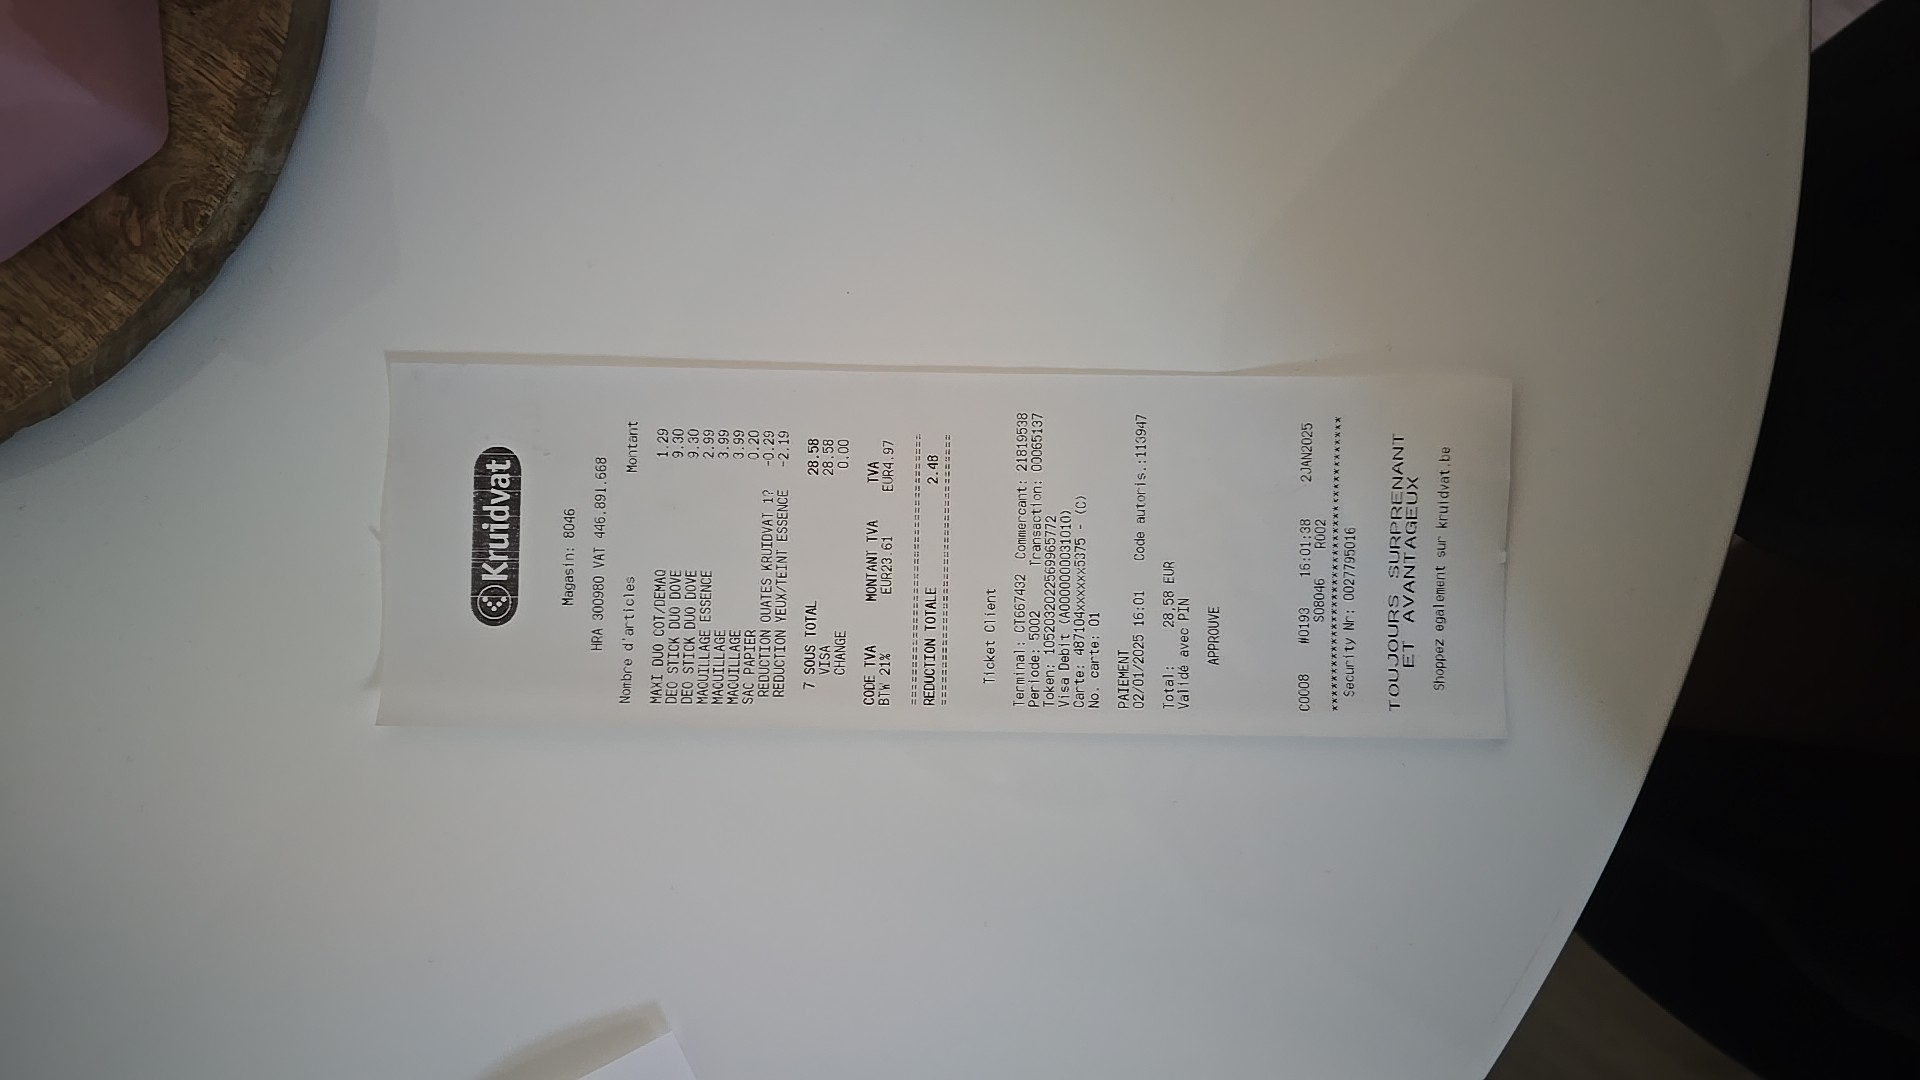 Kruidvat
Magasin: 8046
HRA 300980 VAT 446.891.668
Nombre d'articles Montant
MAXI DUO COT/DEMAQ 1.29
DEO STICK DUO DOVE 9.30
DEO STICK DUO DOVE 9.30
MAQUILLAGE ESSENCE 2.99
MAQUILLAGE 3.99
MAQUILLAGE 3.99
SAC PAPIER 0.20
REDUCTION OUATES KRUIDVAT 1? -0.29
REDUCTION YEUX/TEINT ESSENCE -2.19
7 SOUS TOTAL 28.58
VISA 28.58
CHANGE 0.00
CODE TVA MONTANT TVA TVA
BTW 21% EUR23.61 EUR4.97
========================================
REDUCTION TOTALE 2.48
========================================
Ticket Client
Terminal: CT667432 Commercant: 21819538
Periode: 5002 Transaction: 00065137
Token: 1052032022569965772
Visa Debit (A0000000031010)
Carte: 487104xxxxxx5375 - (C)
No. carte: 01
PAIEMENT
02/01/2025 16:01 Code autoris.:113947
Total: 28,58 EUR
Validé avec PIN
APPROUVE
C0008 #0193 16:01:38 2JAN2025
S08046 R002
****************************************
Security Nr: 0027795016
TOUJOURS SURPRENANT
ET AVANTAGEUX
Shoppez egalement sur kruidvat.be